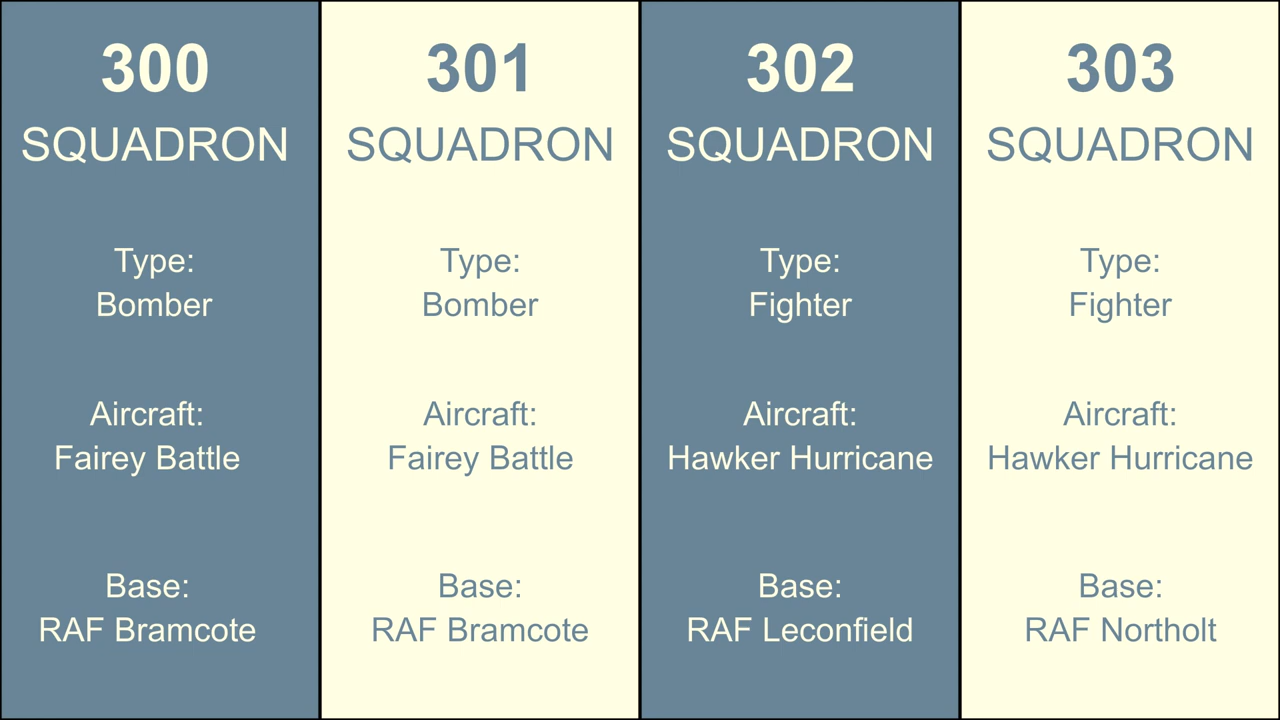 300
SQUADRON
Type:
Bomber
Aircraft:
Fairey Battle
Base:
RAF Bramcote
301
SQUADRON
Type:
Bomber
Aircraft:
Fairey Battle
Base:
RAF Bramcote
302
SQUADRON
Type:
Fighter
Aircraft:
Hawker Hurricane
Base:
RAF Leconfield
303
SQUADRON
Type:
Fighter
Aircraft:
Hawker Hurricane
Base:
RAF Northolt